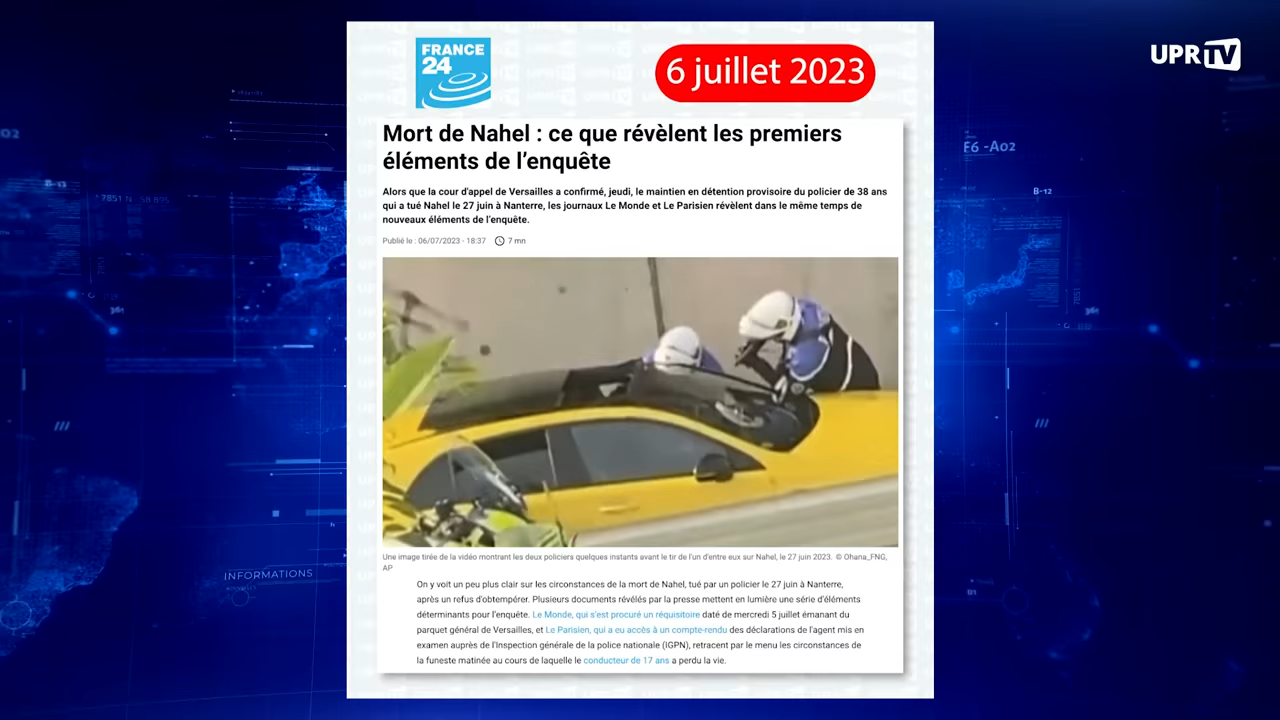 FRANCE
24
6 juillet 2023
UPR TV
Mort de Nahel : ce que révèlent les premiers
éléments de l'enquête
Alors que la cour d'appel de Versailles a confirmé, jeudi, le maintien en détention provisoire du policier de 38 ans
qui a tué Nahel le 27 juin à Nanterre, les journaux Le Monde et Le Parisien révèlent dans le même temps de
nouveaux éléments de l'enquête.
Publié le : 06/07/2023 - 18:37 7 mn
Une image tirée de la vidéo montrant les deux policiers quelques instants avant le tir de l'un d'entre eux sur Nahel, le 27 juin 2023. © Ohana_FNG,
AP
On y voit un peu plus clair sur les circonstances de la mort de Nahel, tué par un policier le 27 juin à Nanterre,
après un refus d'obtempérer. Plusieurs documents révélés par la presse mettent en lumière une série d'éléments
déterminants pour l'enquête. Le Monde, qui s'est procuré un réquisitoire daté de mercredi 5 juillet émanant du
parquet général de Versailles, et Le Parisien, qui a eu accès à un compte-rendu des déclarations de l'agent mis en
examen auprès de l'Inspection générale de la police nationale (IGPN), retracent par le menu les circonstances de
la funeste matinée au cours de laquelle le conducteur de 17 ans a perdu la vie.
F6 -A02
B-12
INFORMATIONS